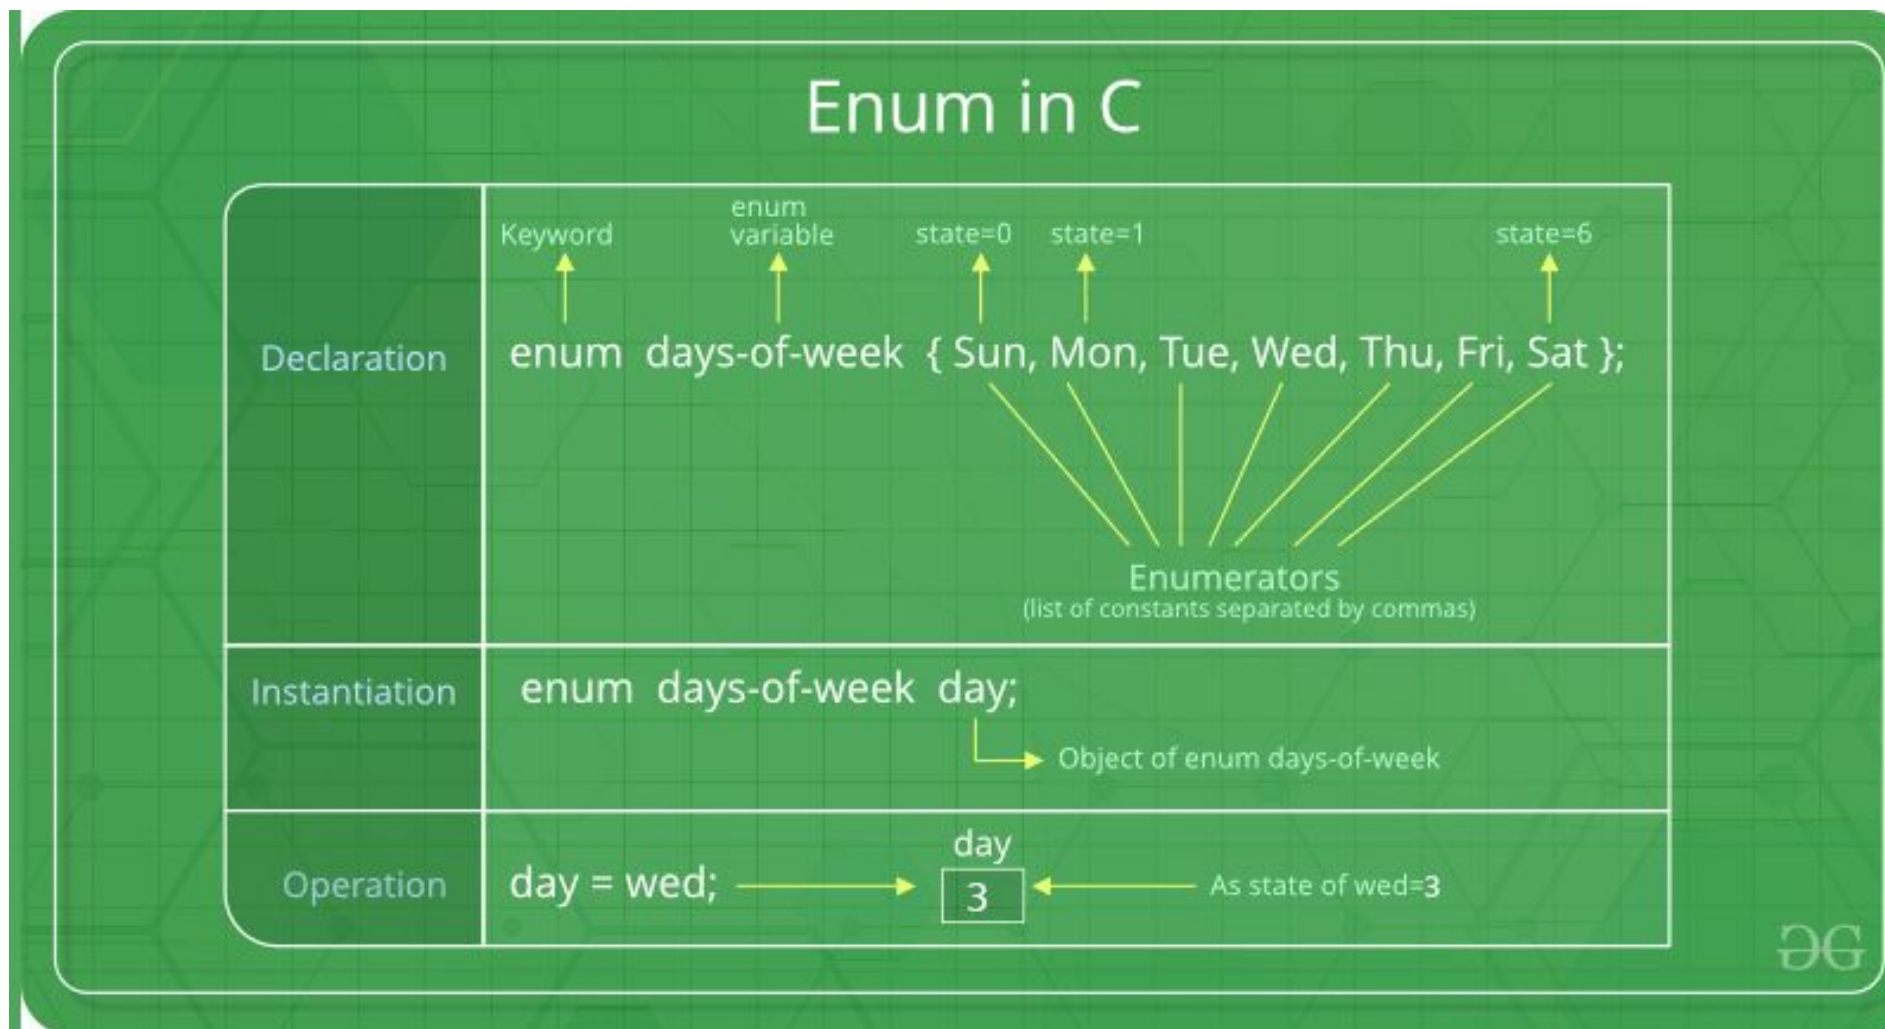 Enum in C
Keyword
enum
variable
state=0
state=1
state=6
Declaration
enum days-of-week { Sun, Mon, Tue, Wed, Thu, Fri, Sat };
Enumerators
(list of constants separated by commas)
Instantiation
enum days-of-week day;
Object of enum days-of-week
Operation
day = wed;
day
3
As state of wed=3